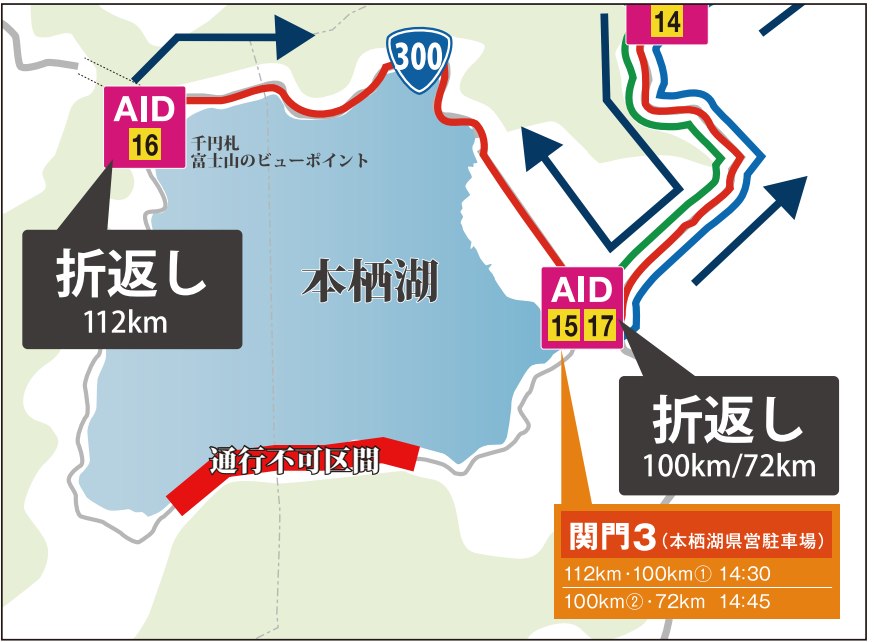 14
300
AID
16
千円札
富士山のビューポイント
折返し
112km
本栖湖
AID
15 17
折返し
100km/72km
通行不可区間
関門3(本栖湖県営駐車場)
112km・100km① 14:30
100km②・72km 14:45